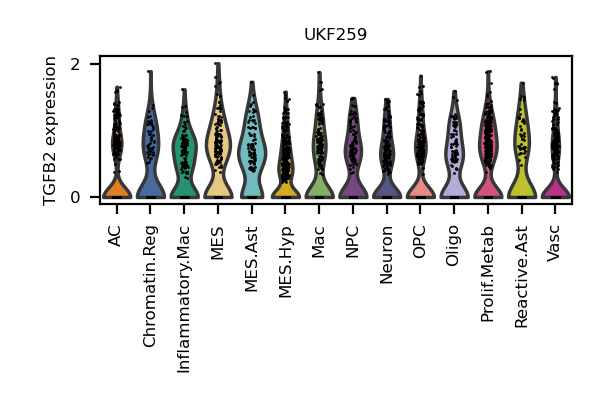 UKF259
TGFB2 expression
2
0
AC
Chromatin.Reg
Inflammatory.Mac
MES
MES.Ast
MES.Hyp
Mac
NPC
Neuron
OPC
Oligo
Prolif.Metab
Reactive.Ast
Vasc